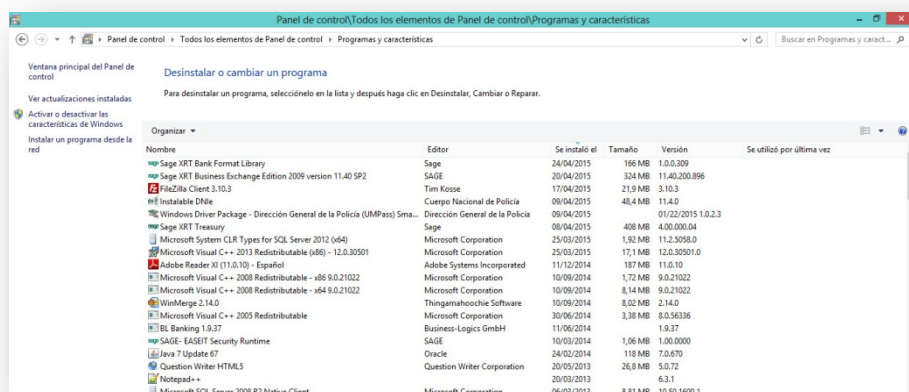 Panel de control\Todos los elementos de Panel de control\Programas y características
Panel de control Todos los elementos de Panel de control Programas y características
Buscar en Programas y caract...
Ventana principal del Panel de control
Ver actualizaciones instaladas
Activar o desactivar las características de Windows
Instalar un programa desde la red
Desinstalar o cambiar un programa
Para desinstalar un programa, selecciónelo en la lista y después haga clic en Desinstalar, Cambiar o Reparar.
Organizar
Nombre Editor Se instaló el Tamaño Versión Se utilizó por última vez
Sage XRT Bank Format Library Sage 24/04/2015 166 MB 1.0.0.309
Sage XRT Business Exchange Edition 2009 version 11.40 SP2 SAGE 20/04/2015 324 MB 11.40.200.896
FileZilla Client 3.10.3 Tim Kosse 17/04/2015 21,9 MB 3.10.3
Instalable DNIe Cuerpo Nacional de Policía 09/04/2015 48,4 MB 11.4.0
Windows Driver Package - Dirección General de la Policía (UMPass) Sma... Dirección General de la Policía 09/04/2015 01/22/2015 1.0.2.3
Sage XRT Treasury Sage 08/04/2015 408 MB 4.00.000.04
Microsoft System CLR Types for SQL Server 2012 (x64) Microsoft Corporation 25/03/2015 1,92 MB 11.2.5058.0
Microsoft Visual C++ 2013 Redistributable (x86) - 12.0.30501 Microsoft Corporation 25/03/2015 17,1 MB 12.0.30501.0
Adobe Reader XI (11.0.10) - Español Adobe Systems Incorporated 11/12/2014 187 MB 11.0.10
Microsoft Visual C++ 2008 Redistributable - x86 9.0.21022 Microsoft Corporation 10/09/2014 1,72 MB 9.0.21022
Microsoft Visual C++ 2008 Redistributable - x64 9.0.21022 Microsoft Corporation 10/09/2014 8,14 MB 9.0.21022
WinMerge 2.14.0 Thingamahoochie Software 10/09/2014 8,02 MB 2.14.0
Microsoft Visual C++ 2005 Redistributable Microsoft Corporation 30/06/2014 3,38 MB 8.0.56336
BL Banking 1.9.37 Business-Logics GmbH 11/06/2014 1.9.37
SAGE- EASEIT Security Runtime SAGE 10/03/2014 1,06 MB 1.00.0000
Java 7 Update 67 Oracle 24/02/2014 118 MB 7.0.670
Question Writer HTML5 Question Writer Corporation 20/05/2013 26,8 MB 5.0.72
Notepad++ 20/03/2013 6.3.1
Microsoft SQL Server 2008 R2 Native Client Microsoft Corporation 06/03/2013 8,81 MB 10.50.1600.1